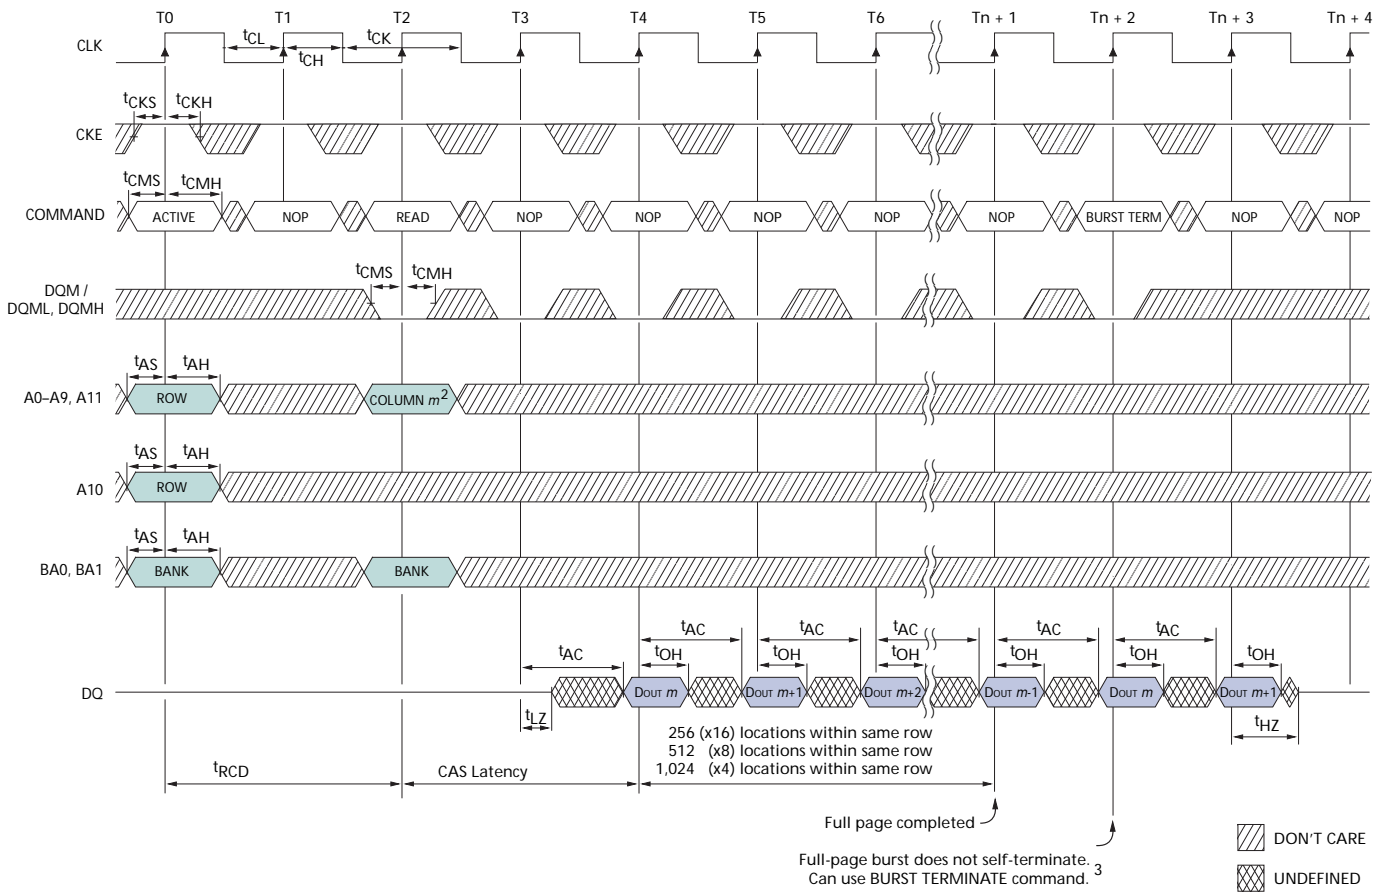 T0 T1 T2 T3 T4 T5 T6 Tn + 1 Tn + 2 Tn + 3 Tn + 4
CLK
tCL tCK
tCH
tCKS tCKH
CKE
tCMS tCMH
COMMAND ACTIVE NOP READ NOP NOP NOP NOP NOP BURST TERM NOP NOP
tCMS tCMH
DQM /
DQML, DQMH
tAS tAH
A0–A9, A11 ROW COLUMN m2
tAS tAH
A10 ROW
tAS tAH
BA0, BA1 BANK BANK
tAC tAC tAC tAC tAC
tAC tOH tOH tOH tOH tOH tOH
DQ DOUT m DOUT m+1 DOUT m+2 DOUT m-1 DOUT m DOUT m+1
tLZ tHZ
256 (x16) locations within same row
512 (x8) locations within same row
1,024 (x4) locations within same row
tRCD CAS Latency
Full page completed
Full-page burst does not self-terminate.
Can use BURST TERMINATE command. 3
DON'T CARE
UNDEFINED